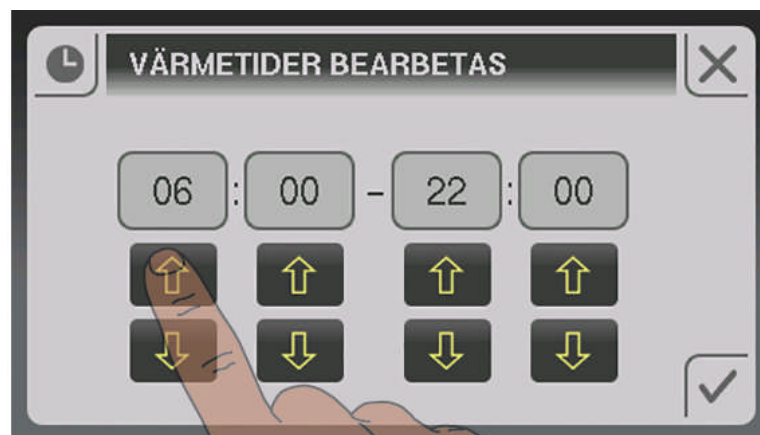 VÄRMETIDER BEARBETAS
06 : 00 – 22 : 00